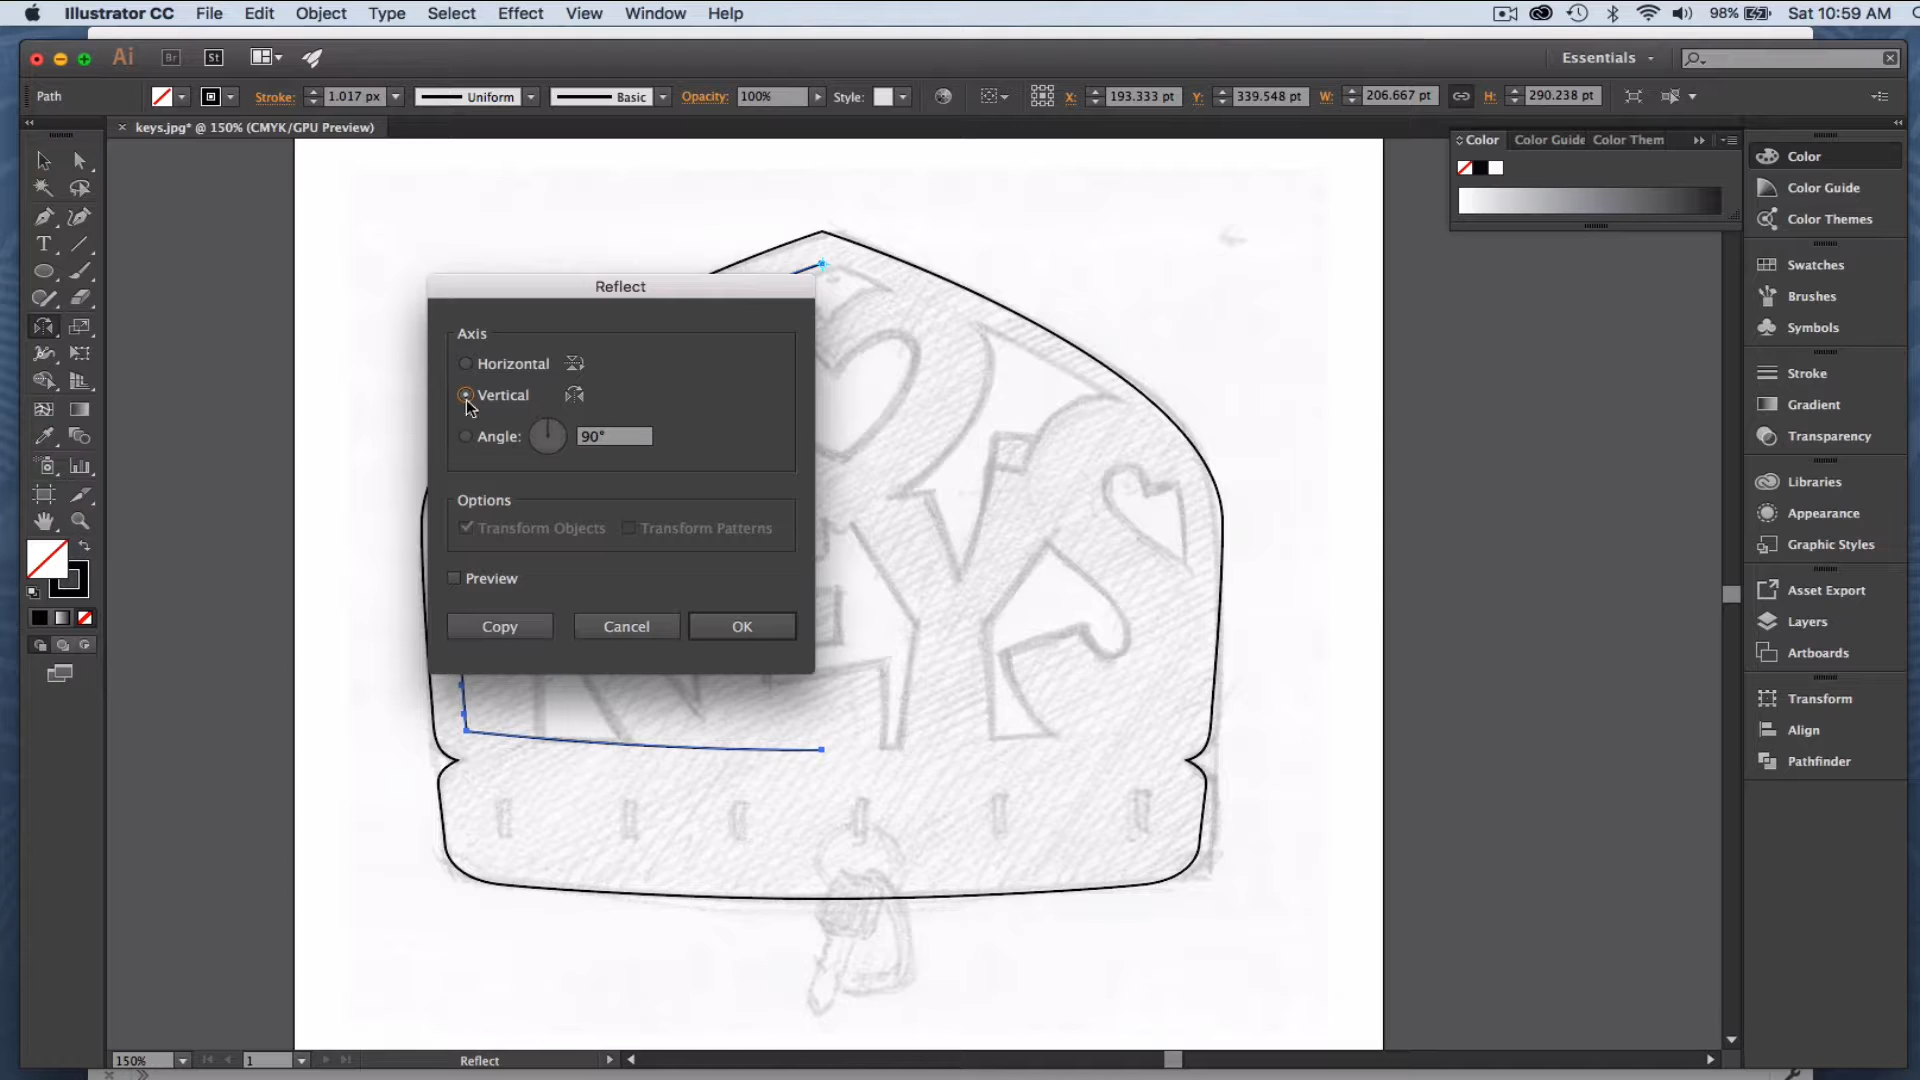 Illustrator CC File Edit Object Type Select Effect View Window Help 98% Sat 10:59 AM
Ai Br St Essentials
Path Stroke: 1.017 px Uniform Basic Opacity: 100% Style: X: 193.333 pt Y: 339.548 pt W: 206.667 pt H: 290.238 pt
× keys.jpg* @ 150% (CMYK/GPU Preview)
Color Color Guide Color Them
Color
Color Guide
Color Themes
Swatches
Brushes
Symbols
Stroke
Gradient
Transparency
Libraries
Appearance
Graphic Styles
Asset Export
Layers
Artboards
Transform
Align
Pathfinder
Reflect
Axis
Horizontal
Vertical
Angle: 90°
Options
Transform Objects Transform Patterns
Preview
Copy Cancel OK
150% 1 Reflect